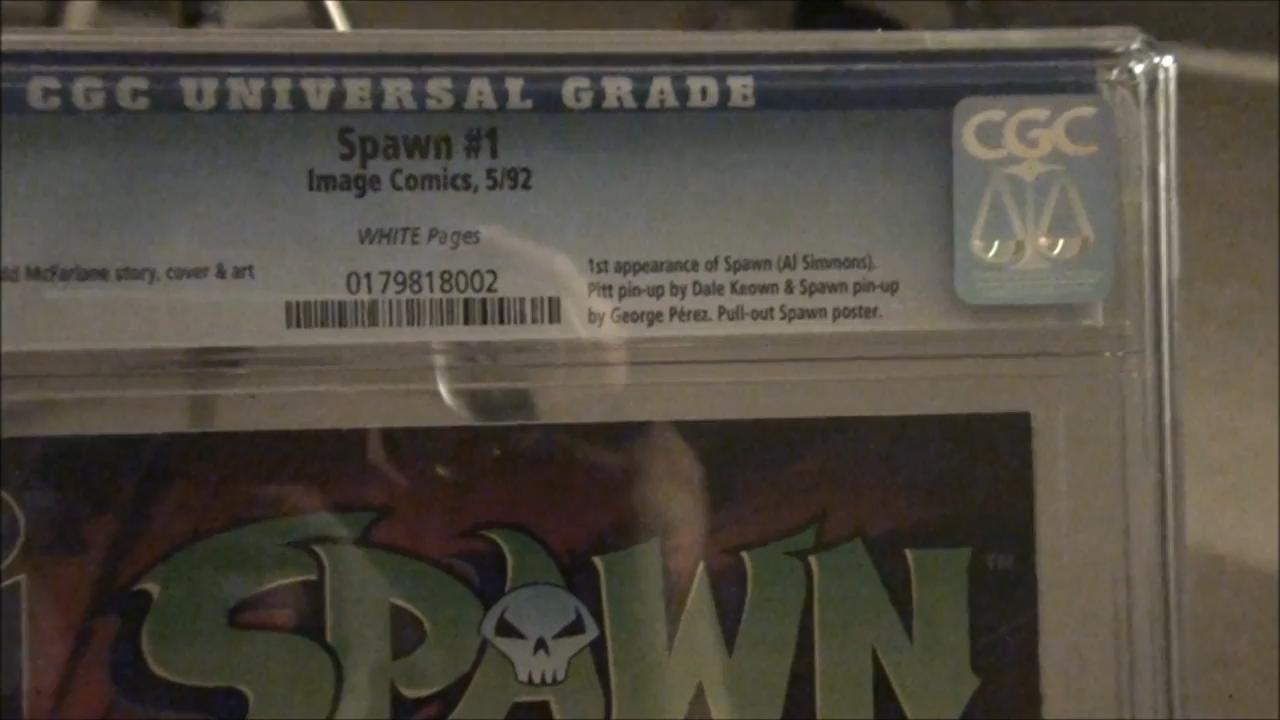 CGC UNIVERSAL GRADE
CGC
Spawn #1
Image Comics, 5/92
WHITE Pages
McFarlane story, cover & art
0179818002
1st appearance of Spawn (Al Simmons).
Pitt pin-up by Dale Keown & Spawn pin-up
by George Pérez. Pull-out Spawn poster.
SPAWN
TM